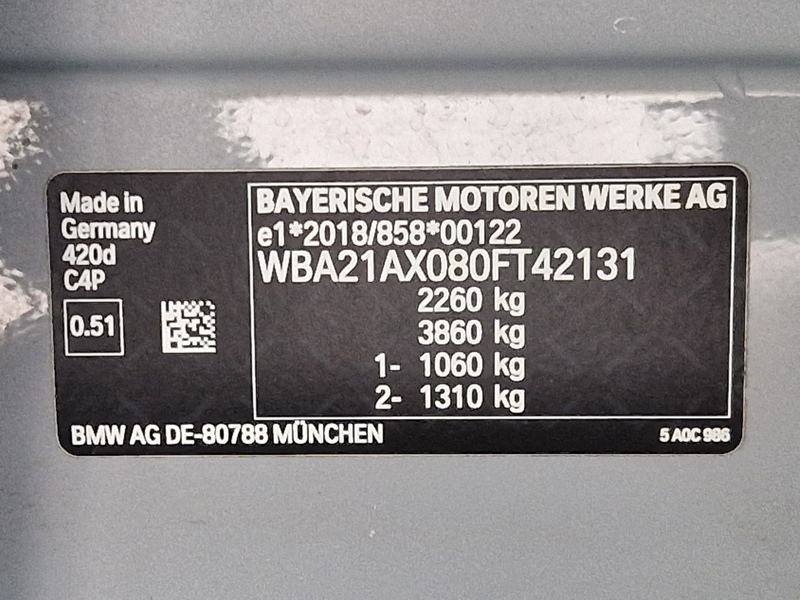 Made in
Germany
420d
C4P
0.51
BAYERISCHE MOTOREN WERKE AG
e1*2018/858*00122
WBA21AX080FT42131
2260 kg
3860 kg
1- 1060 kg
2- 1310 kg
BMW AG DE-80788 MÜNCHEN
5 A0C 986